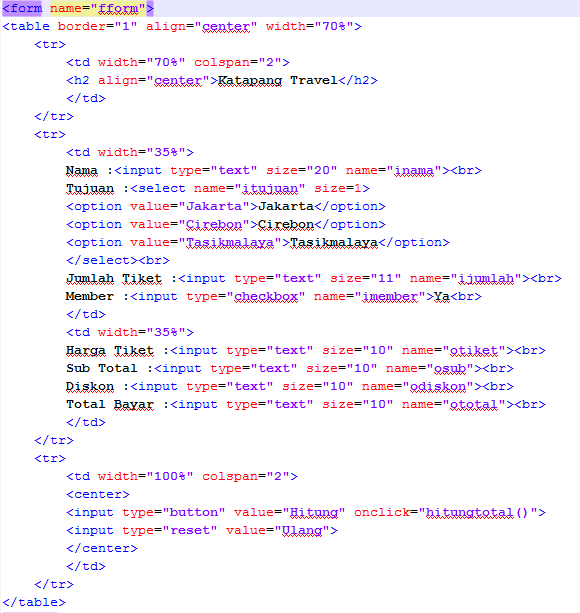 <form name="fform">
<table border="1" align="center" width="70%">
<tr>
<td width="70%" colspan="2">
<h2 align="center">Katapang Travel</h2>
</td>
</tr>
<tr>
<td width="35%">
Nama :<input type="text" size="20" name="inama"><br>
Tujuan :<select name="itujuan" size=1>
<option value="Jakarta">Jakarta</option>
<option value="Cirebon">Cirebon</option>
<option value="Tasikmalaya">Tasikmalaya</option>
</select><br>
Jumlah Tiket :<input type="text" size="11" name="ijumlah"><br>
Member :<input type="checkbox" name="imember">Ya<br>
</td>
<td width="35%">
Harga Tiket :<input type="text" size="10" name="otiket"><br>
Sub Total :<input type="text" size="10" name="osub"><br>
Diskon :<input type="text" size="10" name="odiskon"><br>
Total Bayar :<input type="text" size="10" name="ototal"><br>
</td>
</tr>
<tr>
<td width="100%" colspan="2">
<center>
<input type="button" value="Hitung" onclick="hitungtotal()">
<input type="reset" value="Ulang">
</center>
</td>
</tr>
</table>